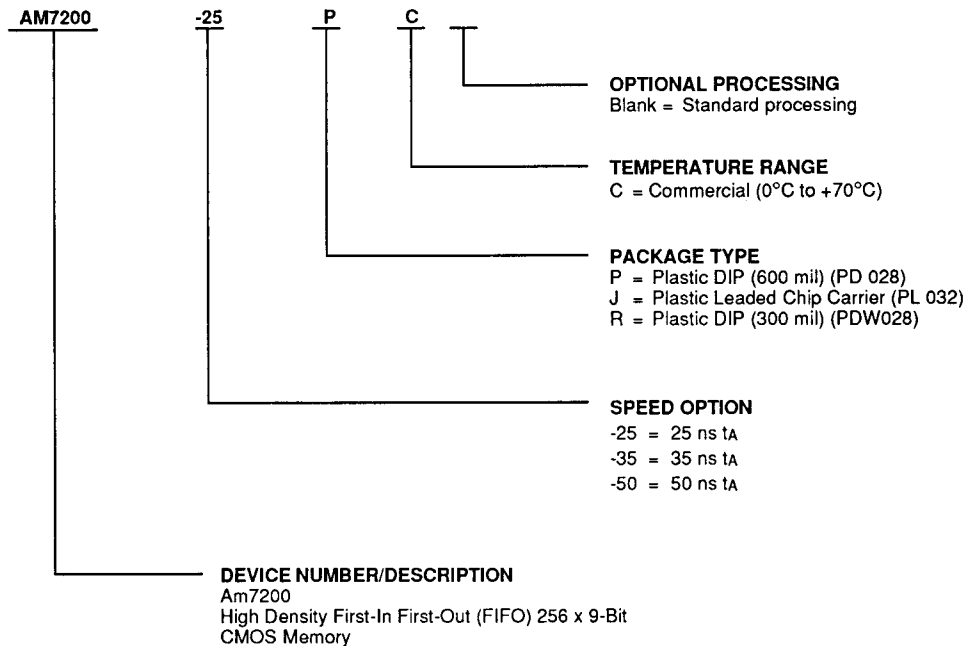 AM7200 -25 P C
OPTIONAL PROCESSING
Blank = Standard processing
TEMPERATURE RANGE
C = Commercial (0°C to +70°C)
PACKAGE TYPE
P = Plastic DIP (600 mil) (PD 028)
J = Plastic Leaded Chip Carrier (PL 032)
R = Plastic DIP (300 mil) (PDW028)
SPEED OPTION
-25 = 25 ns tA
-35 = 35 ns tA
-50 = 50 ns tA
DEVICE NUMBER/DESCRIPTION
Am7200
High Density First-In First-Out (FIFO) 256 x 9-Bit
CMOS Memory